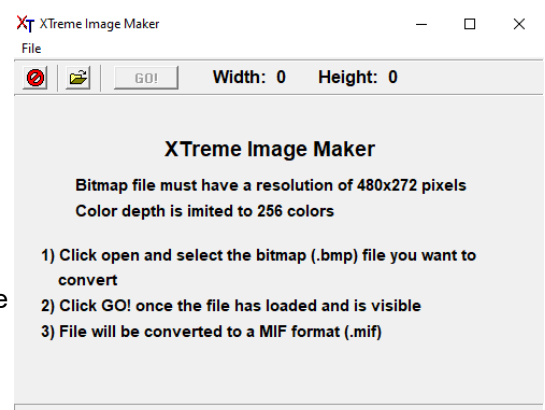 XT XTreme Image Maker
File
GO! Width: 0 Height: 0
XTreme Image Maker
Bitmap file must have a resolution of 480x272 pixels
Color depth is imited to 256 colors
1) Click open and select the bitmap (.bmp) file you want to
convert
e
2) Click GO! once the file has loaded and is visible
3) File will be converted to a MIF format (.mif)